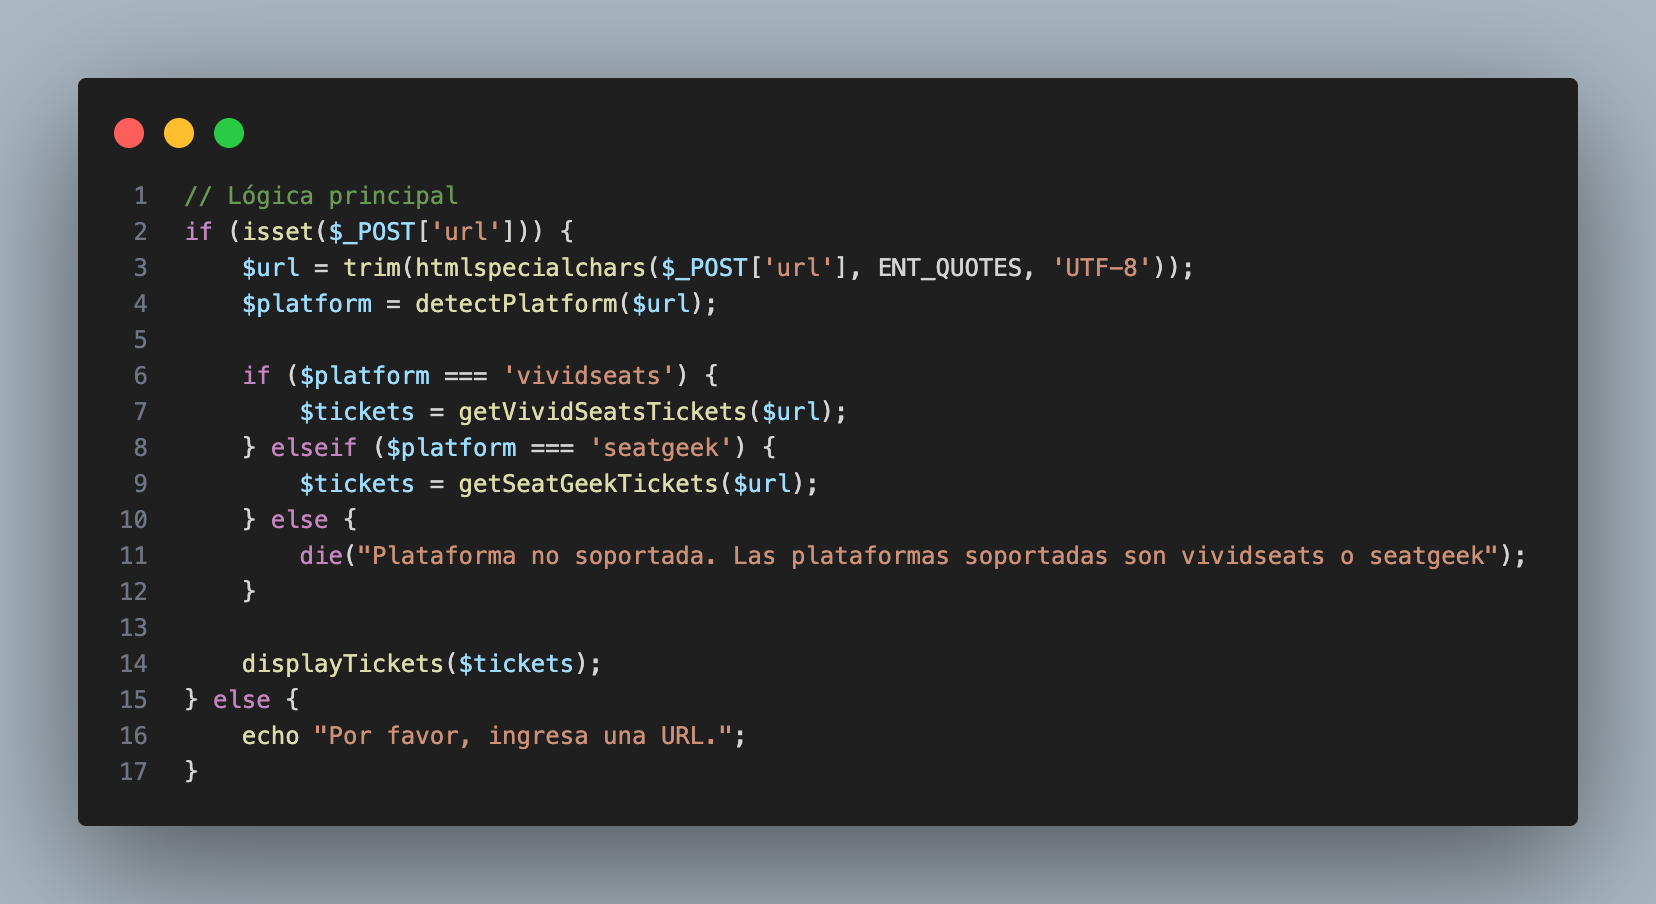 1 // Lógica principal
2 if (isset($_POST['url'])) {
3     $url = trim(htmlspecialchars($_POST['url'], ENT_QUOTES, 'UTF-8'));
4     $platform = detectPlatform($url);
5
6     if ($platform === 'vividseats') {
7         $tickets = getVividSeatsTickets($url);
8     } elseif ($platform === 'seatgeek') {
9         $tickets = getSeatGeekTickets($url);
10     } else {
11         die("Plataforma no soportada. Las plataformas soportadas son vividseats o seatgeek");
12     }
13
14     displayTickets($tickets);
15 } else {
16     echo "Por favor, ingresa una URL.";
17 }